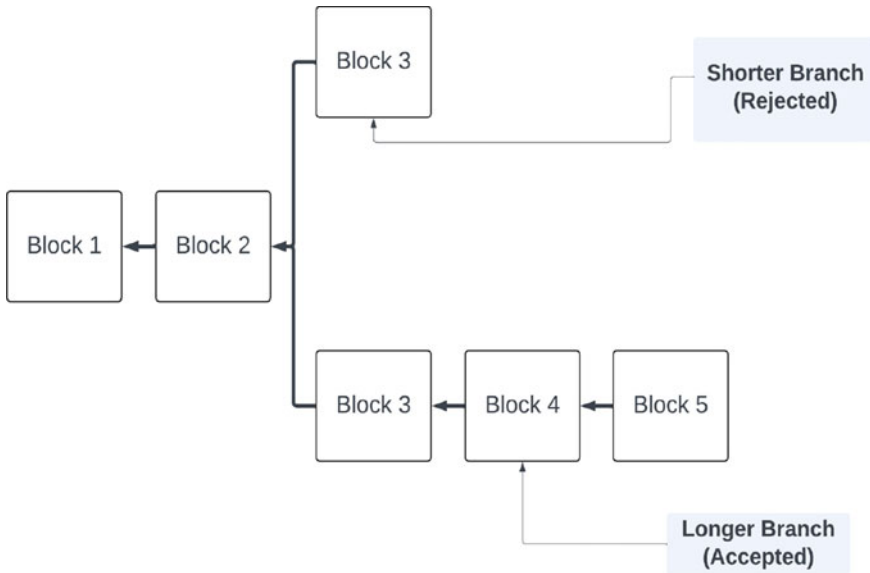 Block 3
Shorter Branch
(Rejected)
Block 1
Block 2
Block 3
Block 4
Block 5
Longer Branch
(Accepted)